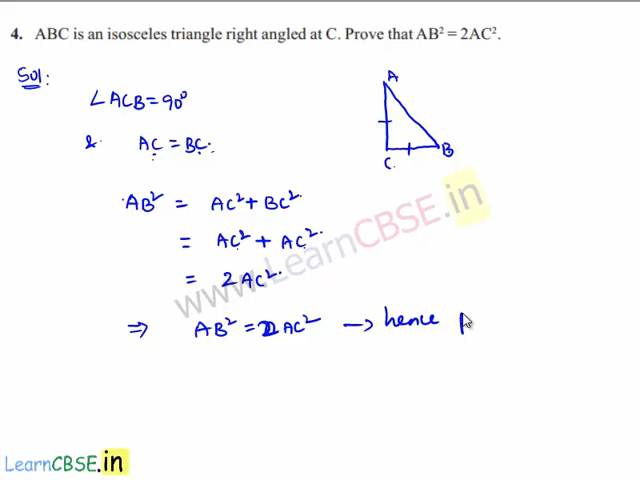 4. ABC is an isosceles triangle right angled at C. Prove that AB² = 2AC².
Sol:
∠ACB = 90°
& AC = BC.
A
B
C
AB² = AC² + BC²
= AC² + AC²
= 2AC²
⇒ AB² = 2AC² → hence
www.LearnCBSE.in
LearnCBSE.in